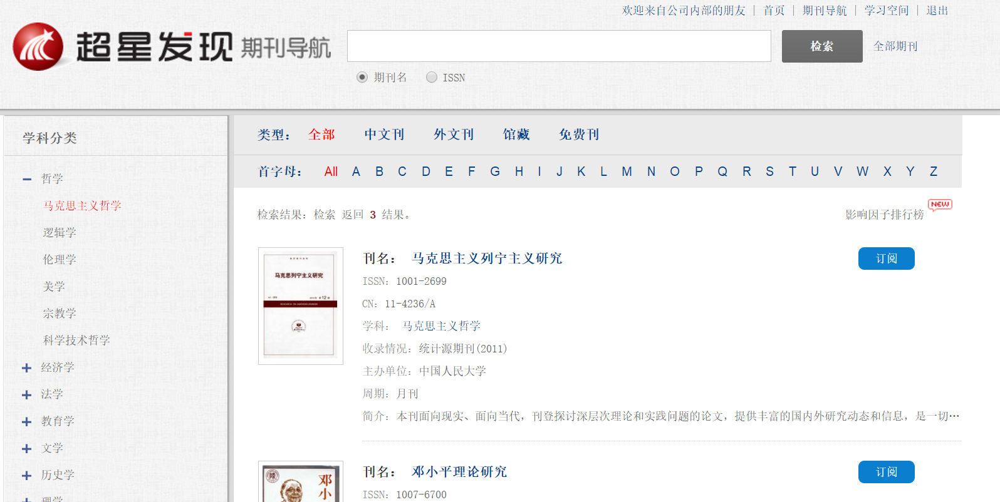 欢迎来自公司内部的朋友 | 首页 | 期刊导航 | 学习空间 | 退出
超星发现 期刊导航
检索 全部期刊
期刊名 ISSN
学科分类
哲学
马克思主义哲学
逻辑学
伦理学
美学
宗教学
科学技术哲学
经济学
法学
教育学
文学
历史学
理学
类型： 全部 中文刊 外文刊 馆藏 免费刊
首字母： All A B C D E F G H I J K L M N O P Q R S T U V W X Y Z
检索结果：检索 返回 3 结果。
影响因子排行榜 NEW
马克思列宁主义研究
刊名： 马克思主义列宁主义研究
订阅
ISSN：1001-2699
CN：11-4236/A
学科： 马克思主义哲学
收录情况：统计源期刊(2011)
主办单位：中国人民大学
周期：月刊
简介：本刊面向现实、面向当代，刊登探讨深层次理论和实践问题的论文，提供丰富的国内外研究动态和信息，是一切…
邓小
刊名： 邓小平理论研究
订阅
ISSN：1007-6700